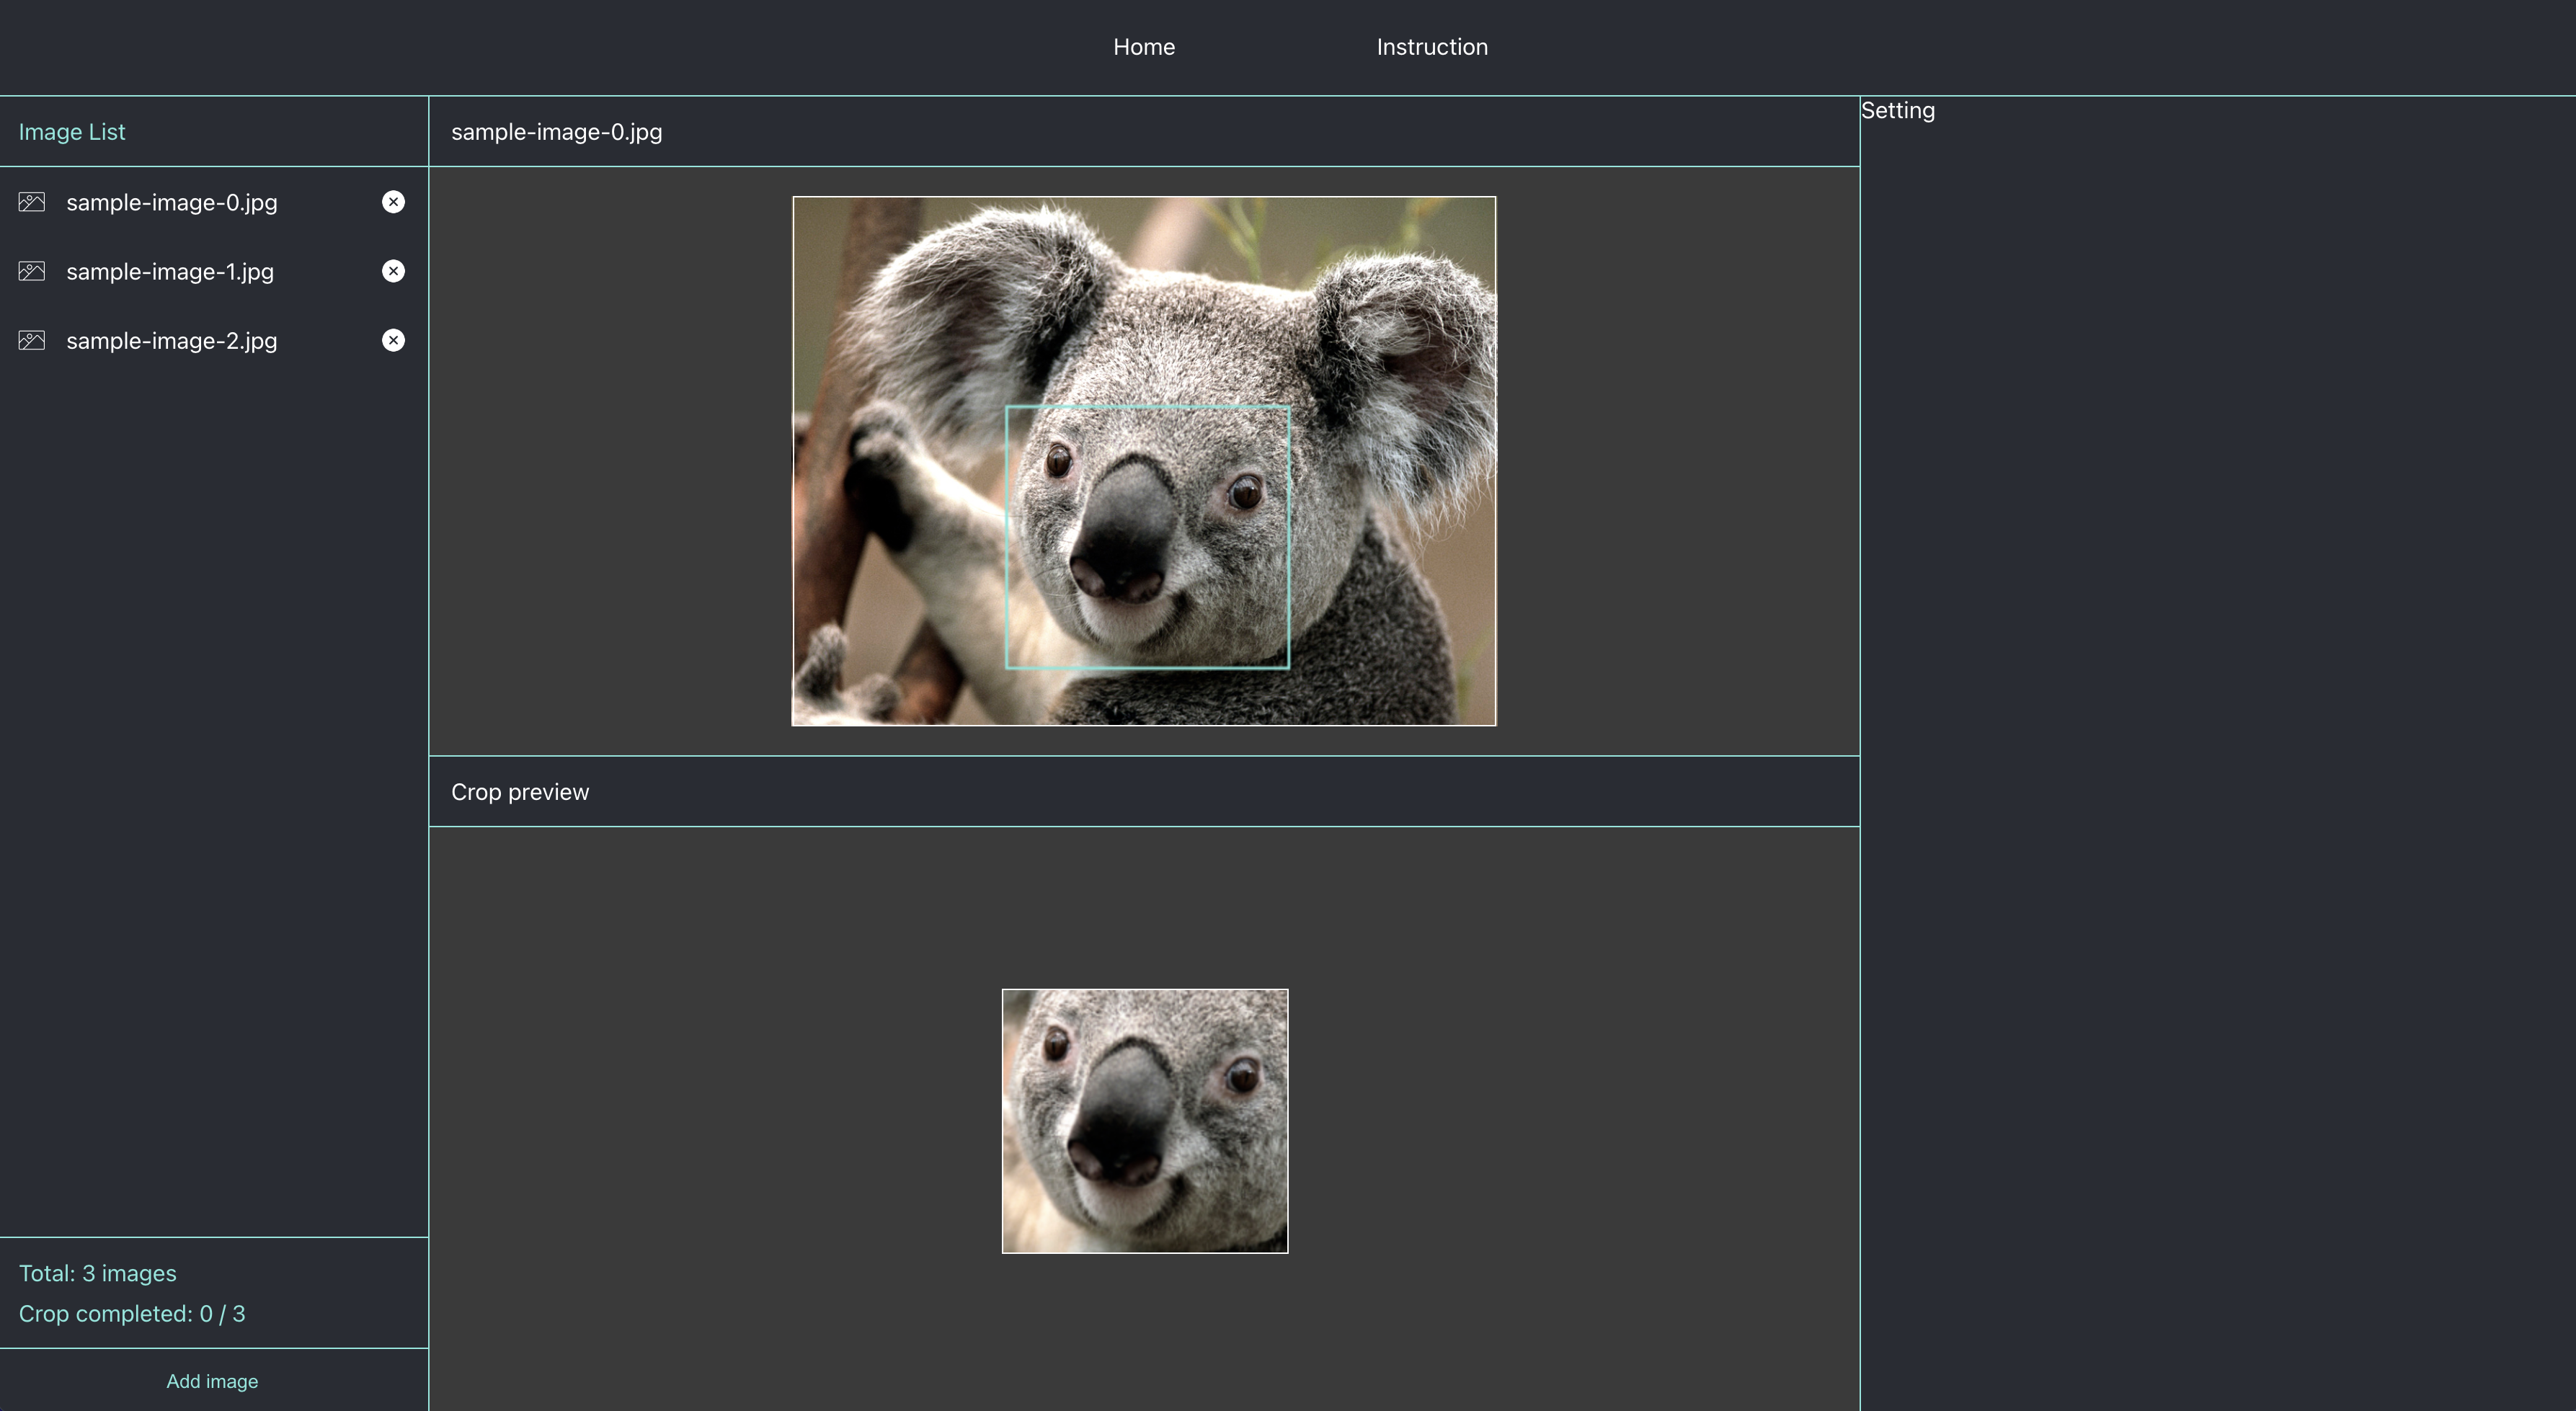 Home
Instruction
Image List
sample-image-0.jpg
sample-image-1.jpg
sample-image-2.jpg
Total: 3 images
Crop completed: 0 / 3
Add image
sample-image-0.jpg
Crop preview
Setting